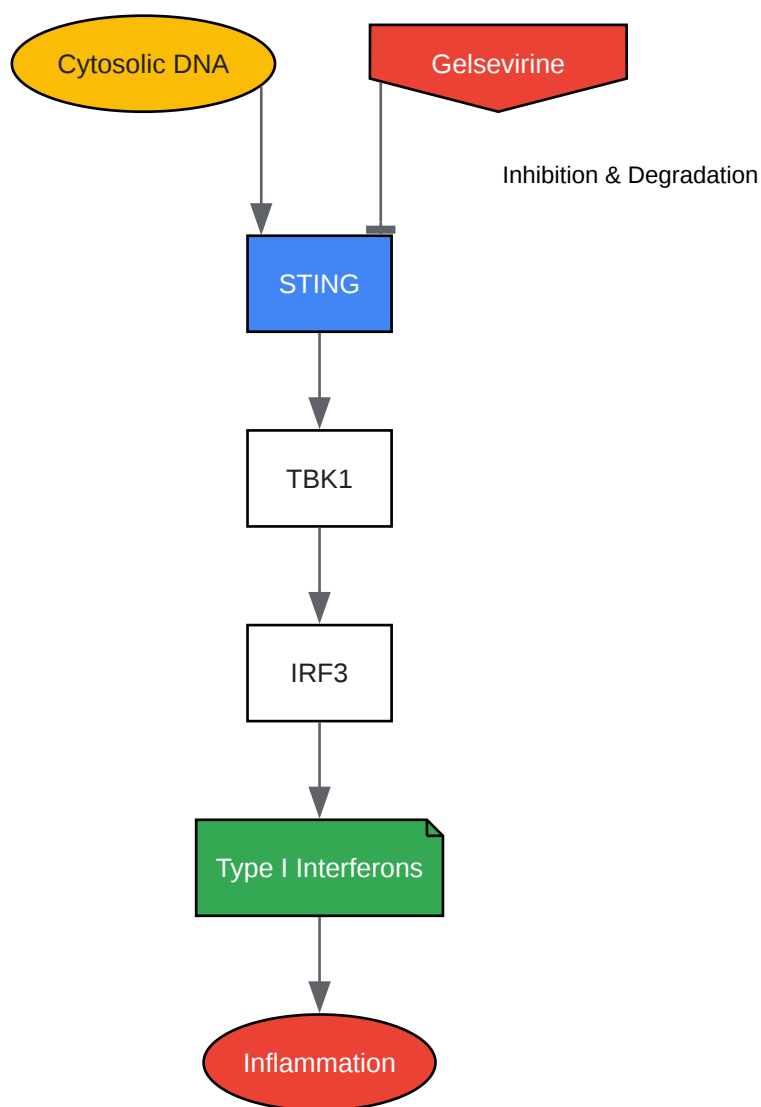 Cytosolic DNA
Gelsevirine
Inhibition & Degradation
STING
TBK1
IRF3
Type I Interferons
Inflammation